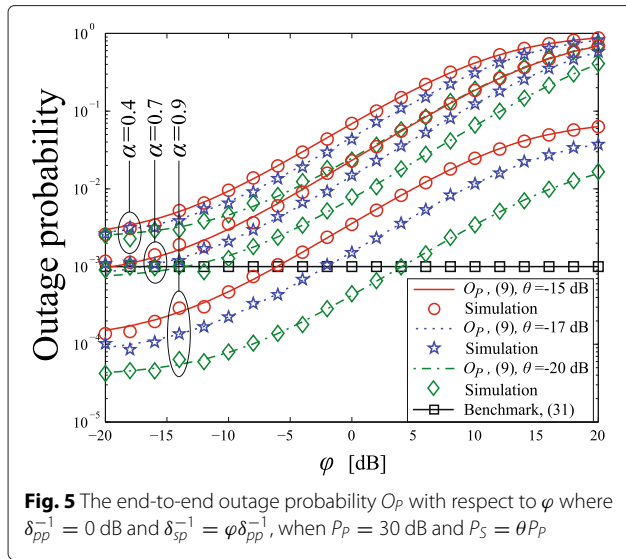 Outage probability
10⁰
10⁻¹
10⁻²
10⁻³
10⁻⁴
10⁻⁵
α=0.4
α=0.7
α=0.9
O_P, (9), θ=-15 dB
Simulation
O_P, (9), θ=-17 dB
Simulation
O_P, (9), θ=-20 dB
Simulation
Benchmark, (31)
−20 −15 −10 −5 0 5 10 15 20
φ [dB]
Fig. 5 The end-to-end outage probability O_P with respect to φ where
δ_pp⁻¹ = 0 dB and δ_sp⁻¹ = φδ_pp⁻¹, when P_P = 30 dB and P_S = θP_P